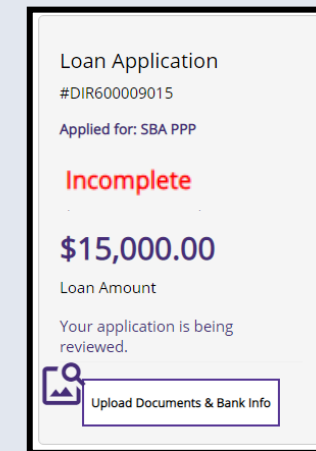 Loan Application
#DIR600009015
Applied for: SBA PPP
Incomplete
$15,000.00
Loan Amount
Your application is being
reviewed.
Upload Documents & Bank Info